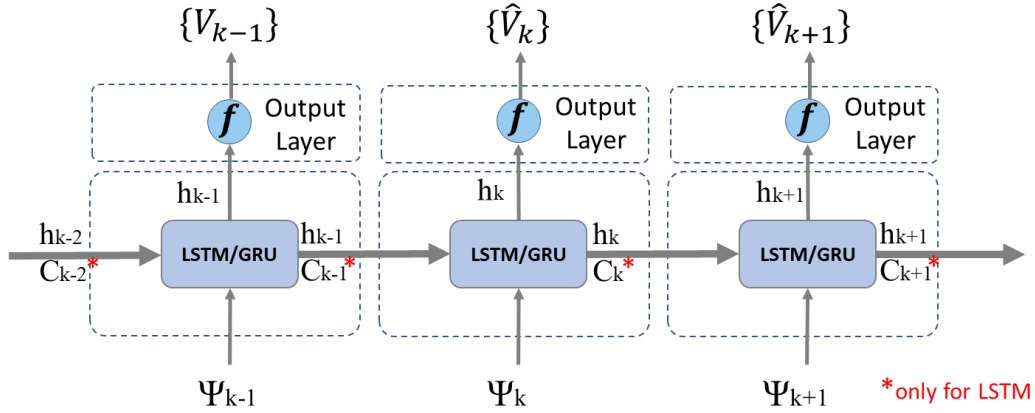 {V_{k-1}} {V̂_k} {V̂_{k+1}}
f Output Layer f Output Layer f Output Layer
h_{k-1} h_k h_{k+1}
h_{k-2} LSTM/GRU h_{k-1} LSTM/GRU h_k LSTM/GRU h_{k+1}
C_{k-2}* C_{k-1}* C_k* C_{k+1}*
Ψ_{k-1} Ψ_k Ψ_{k+1} *only for LSTM